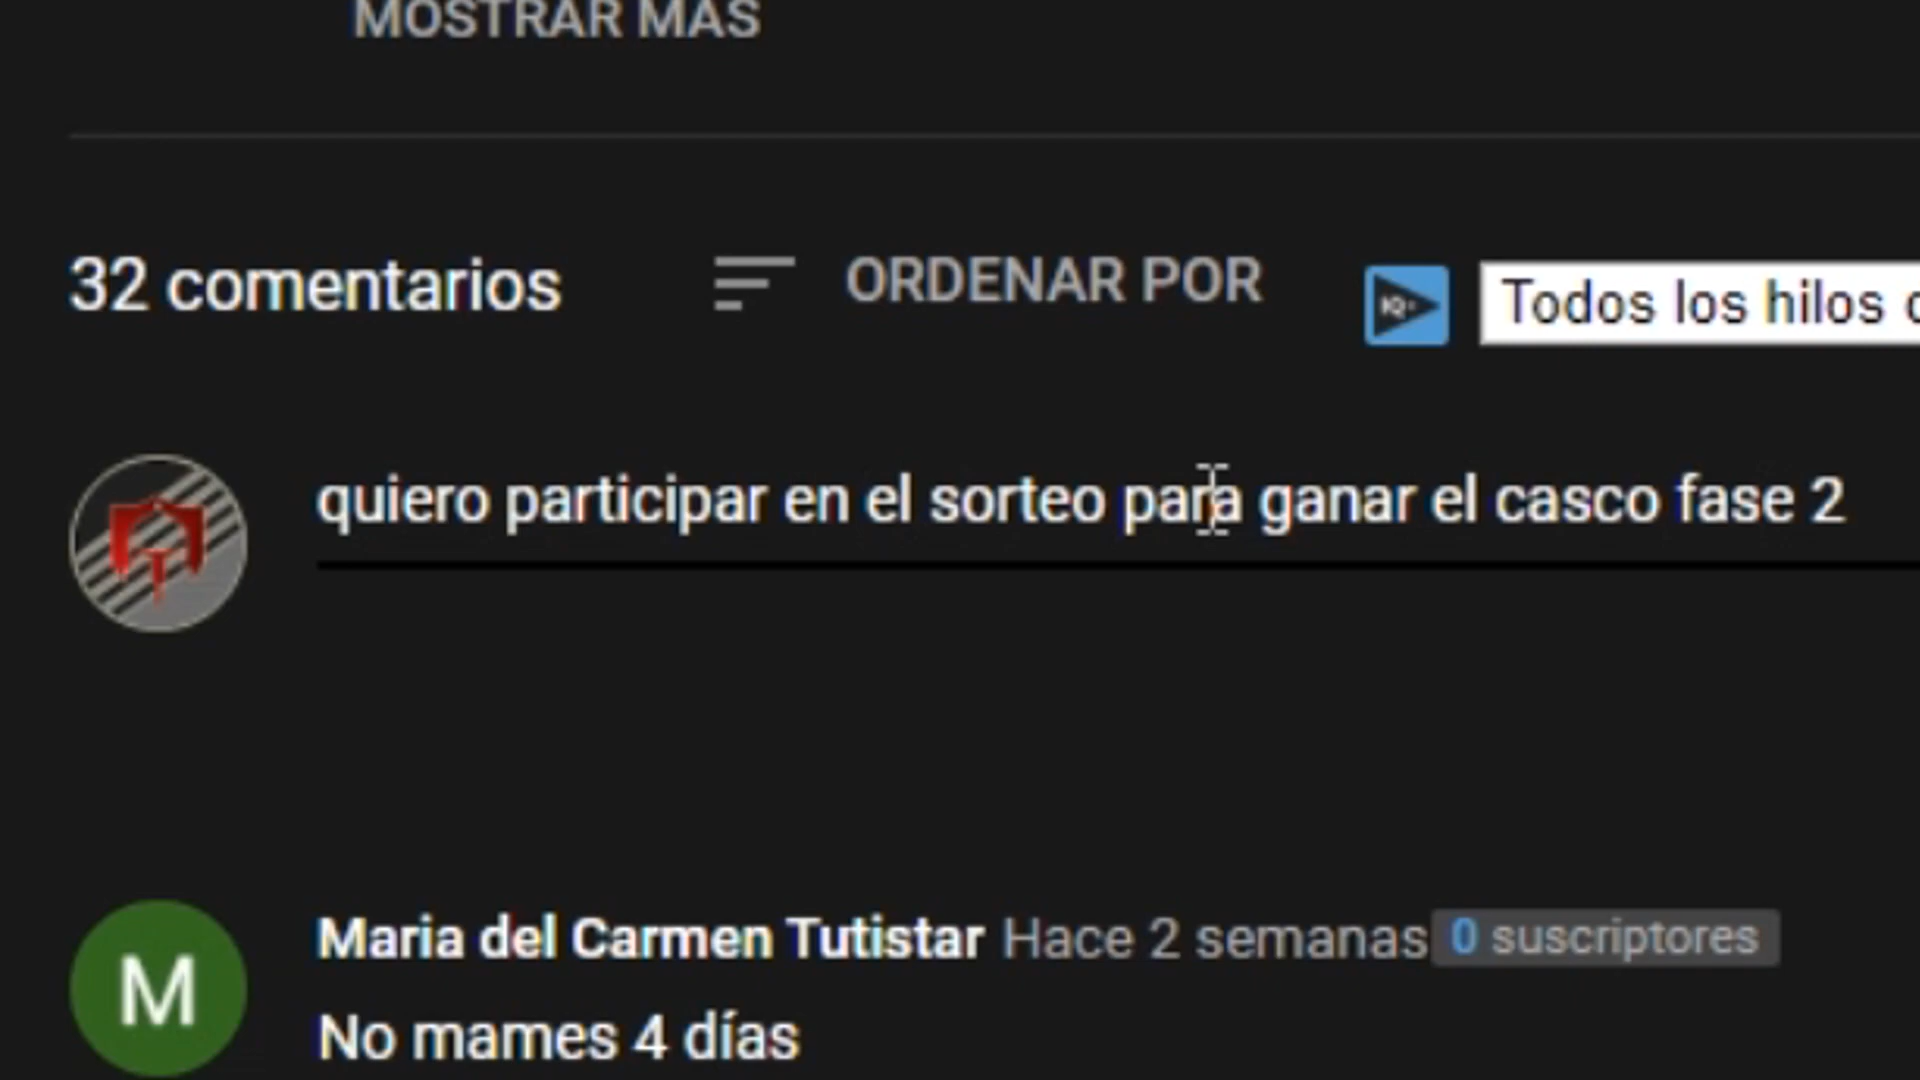 MOSTRAR MÁS
32 comentarios
ORDENAR POR
Todos los hilos
quiero participar en el sorteo para ganar el casco fase 2
Maria del Carmen Tutistar Hace 2 semanas 0 suscriptores
M
No mames 4 días